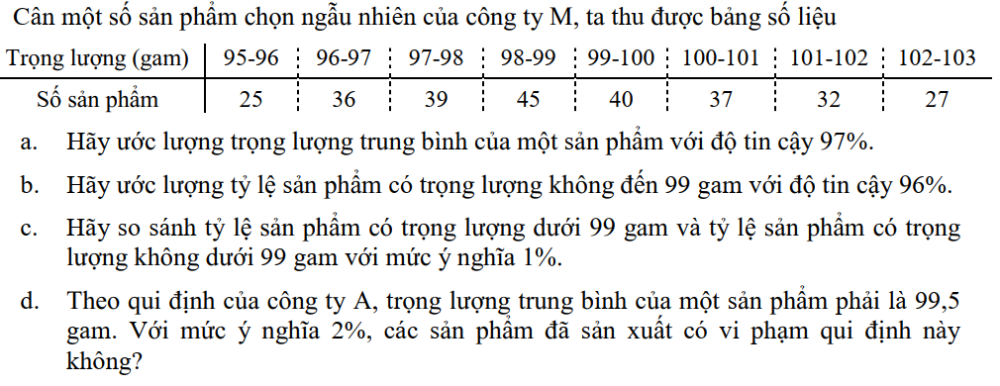 Cân một số sản phẩm chọn ngẫu nhiên của công ty M, ta thu được bảng số liệu
Trọng lượng (gam) 95-96 96-97 97-98 98-99 99-100 100-101 101-102 102-103
Số sản phẩm 25 36 39 45 40 37 32 27
a. Hãy ước lượng trọng lượng trung bình của một sản phẩm với độ tin cậy 97%.
b. Hãy ước lượng tỷ lệ sản phẩm có trọng lượng không đến 99 gam với độ tin cậy 96%.
c. Hãy so sánh tỷ lệ sản phẩm có trọng lượng dưới 99 gam và tỷ lệ sản phẩm có trọng
lượng không dưới 99 gam với mức ý nghĩa 1%.
d. Theo qui định của công ty A, trọng lượng trung bình của một sản phẩm phải là 99,5
gam. Với mức ý nghĩa 2%, các sản phẩm đã sản xuất có vi phạm qui định này
không?